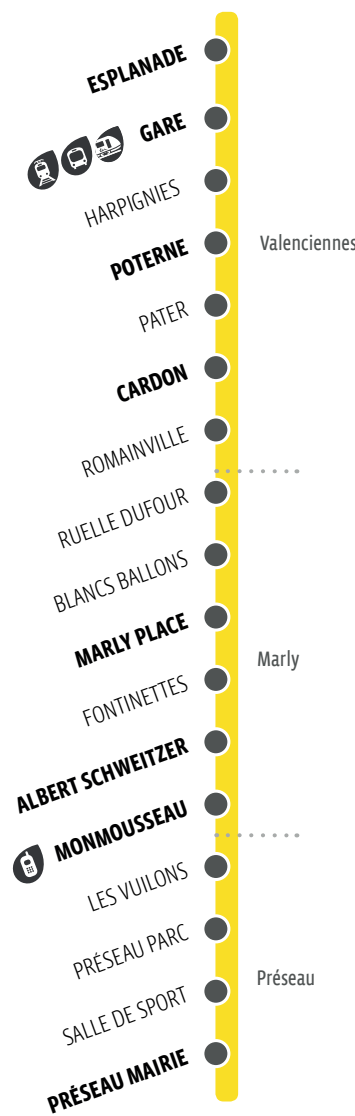 ESPLANADE
GARE
HARPIGNIES
POTERNE
Valenciennes
PATER
CARDON
ROMAINVILLE
RUELLE DUFOUR
BLANCS BALLONS
MARLY PLACE
Marly
FONTINETTES
ALBERT SCHWEITZER
MONMOUSSEAU
LES VUILONS
PRÉSEAU PARC
Préseau
SALLE DE SPORT
PRÉSEAU MAIRIE